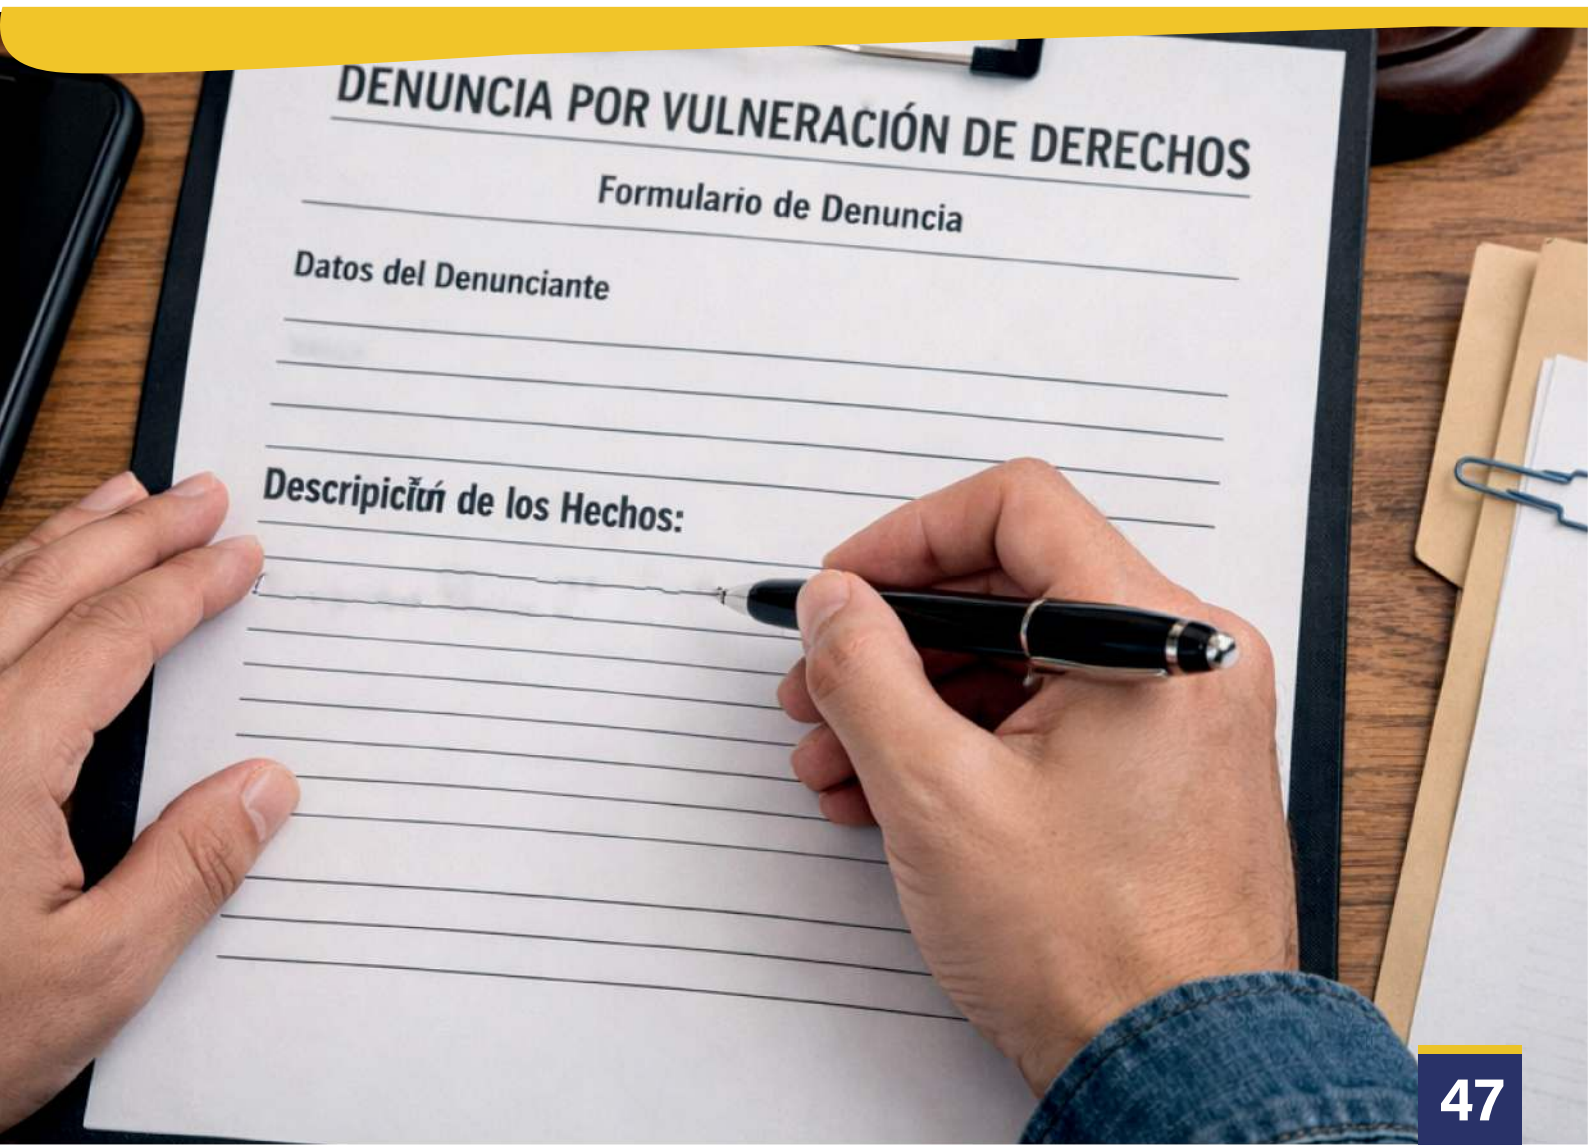 DENUNCIA POR VULNERACIÓN DE DERECHOS
Formulario de Denuncia
Datos del Denunciante
de los Hechos:
47